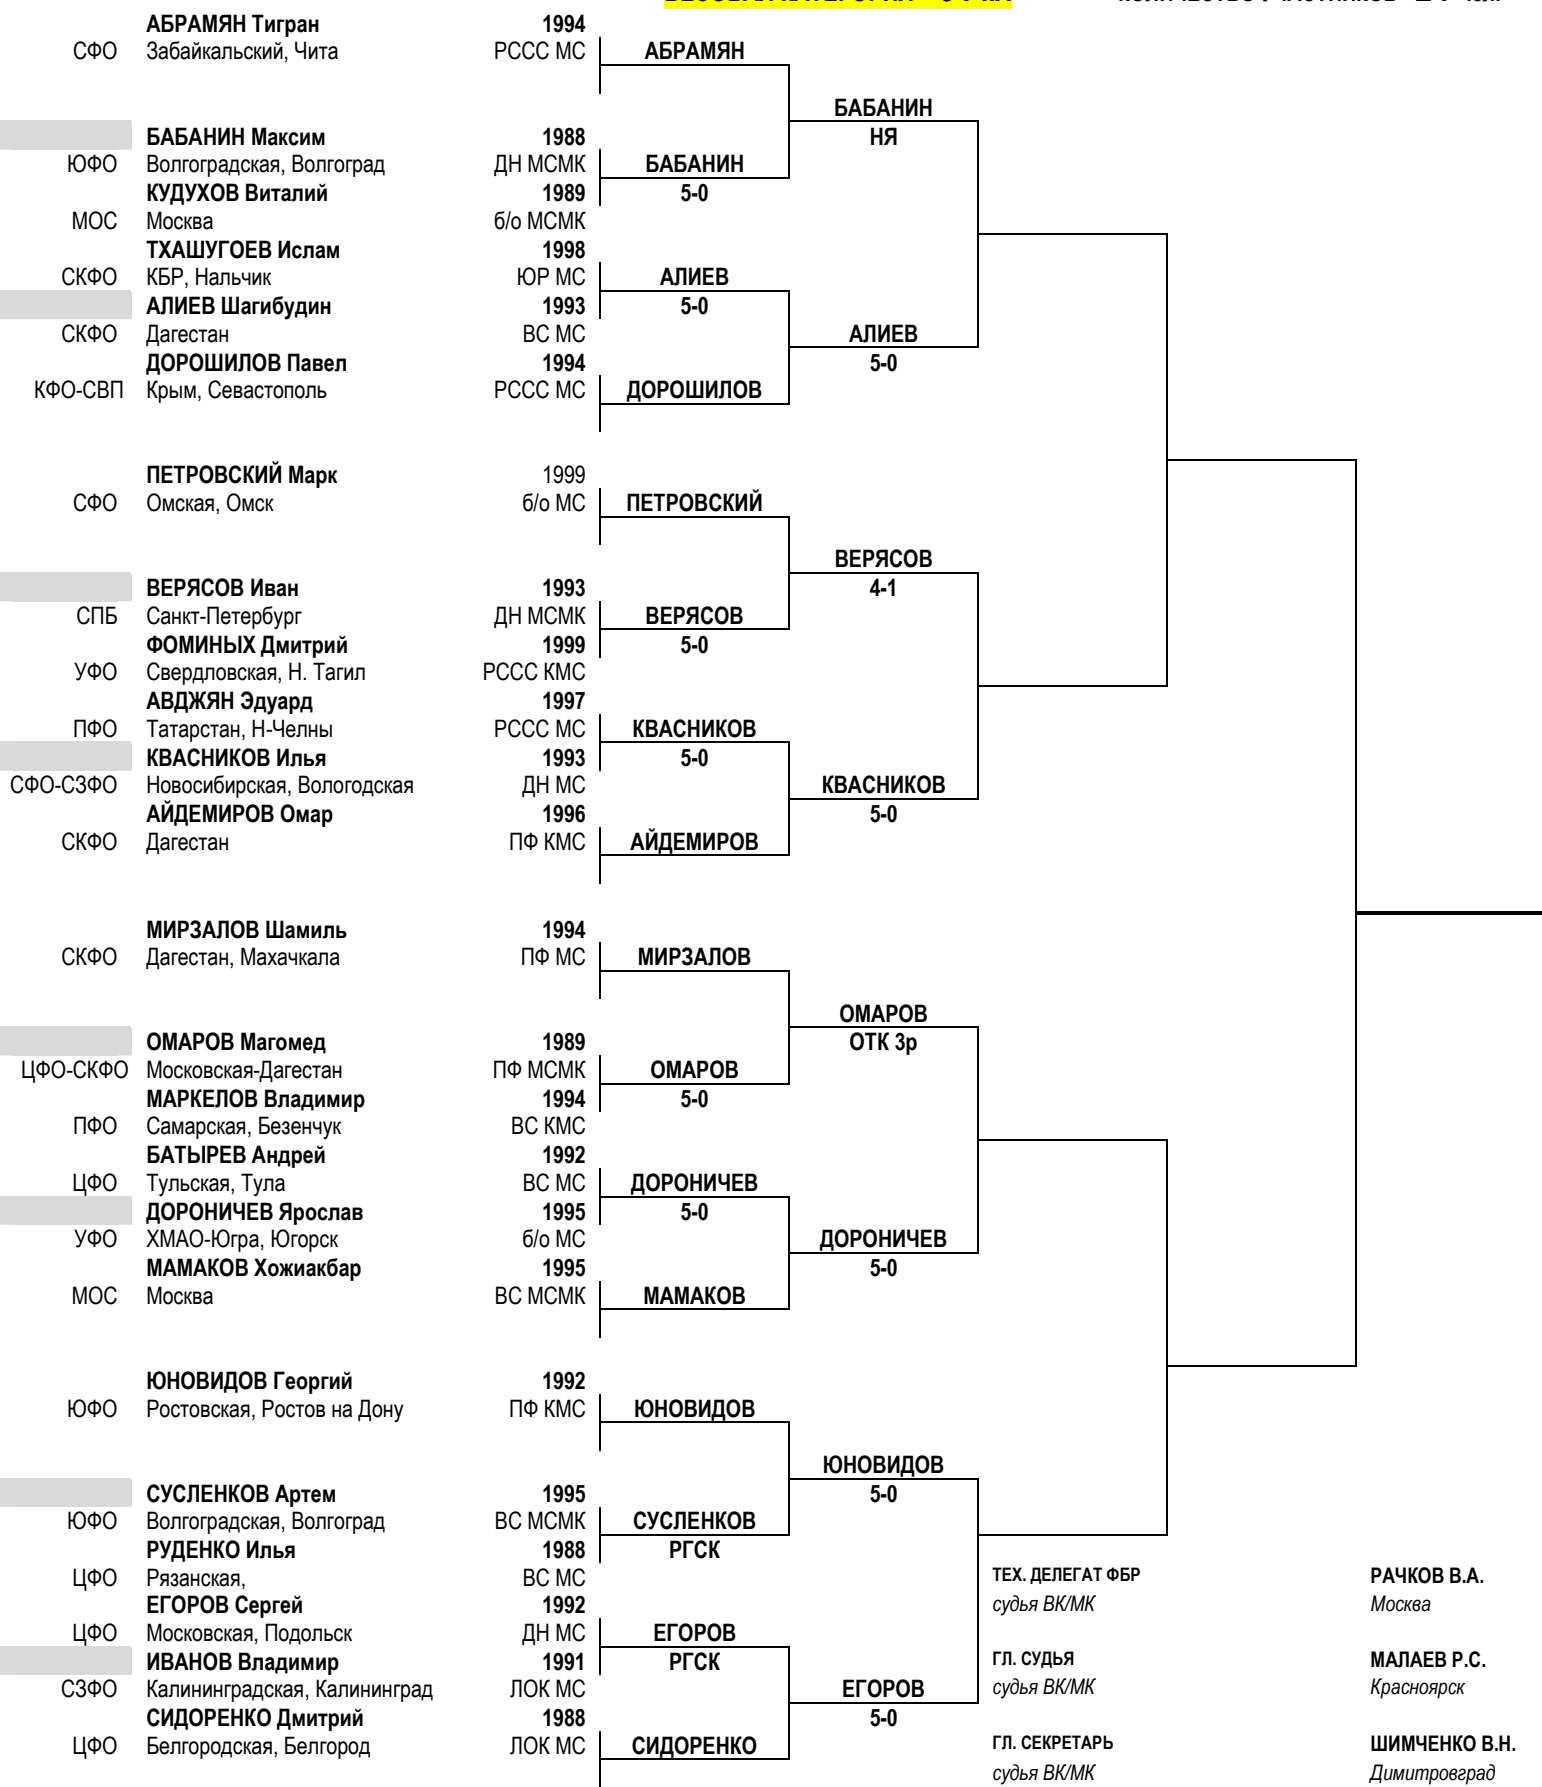 АБРАМЯН Тигран 1994
СФО Забайкальский, Чита РССС МС АБРАМЯН
БАБАНИН
БАБАНИН Максим 1988 НЯ
ЮФО Волгоградская, Волгоград ДН МСМК БАБАНИН
КУДУХОВ Виталий 1989 5-0
МОС Москва б/о МСМК
ТХАШУГОЕВ Ислам 1998
СКФО КБР, Нальчик ЮР МС АЛИЕВ
АЛИЕВ Шагибудин 1993 5-0
СКФО Дагестан ВС МС АЛИЕВ
ДОРОШИЛОВ Павел 1994 5-0
КФО-СВП Крым, Севастополь РССС МС ДОРОШИЛОВ
ПЕТРОВСКИЙ Марк 1999
СФО Омская, Омск б/о МС ПЕТРОВСКИЙ
ВЕРЯСОВ
ВЕРЯСОВ Иван 1993 4-1
СПБ Санкт-Петербург ДН МСМК ВЕРЯСОВ
ФОМИНЫХ Дмитрий 1999 5-0
УФО Свердловская, Н. Тагил РССС КМС
АВДЖЯН Эдуард 1997
ПФО Татарстан, Н-Челны РССС МС КВАСНИКОВ
КВАСНИКОВ Илья 1993 5-0
СФО-СЗФО Новосибирская, Вологодская ДН МС КВАСНИКОВ
АЙДЕМИРОВ Омар 1996 5-0
СКФО Дагестан ПФ КМС АЙДЕМИРОВ
МИРЗАЛОВ Шамиль 1994
СКФО Дагестан, Махачкала ПФ МС МИРЗАЛОВ
ОМАРОВ
ОМАРОВ Магомед 1989 ОТК 3р
ЦФО-СКФО Московская-Дагестан ПФ МСМК ОМАРОВ
МАРКЕЛОВ Владимир 1994 5-0
ПФО Самарская, Безенчук ВС КМС
БАТЫРЕВ Андрей 1992
ЦФО Тульская, Тула ВС МС ДОРОНИЧЕВ
ДОРОНИЧЕВ Ярослав 1995 5-0
УФО ХМАО-Югра, Югорск б/о МС ДОРОНИЧЕВ
МАМАКОВ Хожиакбар 1995 5-0
МОС Москва ВС МСМК МАМАКОВ
ЮНОВИДОВ Георгий 1992
ЮФО Ростовская, Ростов на Дону ПФ КМС ЮНОВИДОВ
ЮНОВИДОВ
СУСЛЕНКОВ Артем 1995 5-0
ЮФО Волгоградская, Волгоград ВС МСМК СУСЛЕНКОВ
РУДЕНКО Илья 1988 РГСК
ЦФО Рязанская, ВС МС ТЕХ. ДЕЛЕГАТ ФБР РАЧКОВ В.А.
ЕГОРОВ Сергей 1992 судья ВК/МК Москва
ЦФО Московская, Подольск ДН МС ЕГОРОВ
ИВАНОВ Владимир 1991 РГСК ГЛ. СУДЬЯ МАЛАЕВ Р.С.
СЗФО Калининградская, Калининград ЛОК МС ЕГОРОВ судья ВК/МК Красноярск
СИДОРЕНКО Дмитрий 1988 5-0
ЦФО Белгородская, Белгород ЛОК МС СИДОРЕНКО ГЛ. СЕКРЕТАРЬ ШИМЧЕНКО В.Н.
судья ВК/МК Димитровград